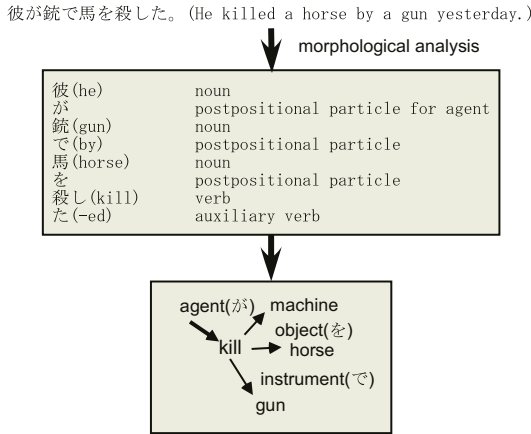 彼が銃で馬を殺した。(He killed a horse by a gun yesterday.)
morphological analysis
彼(he) noun
が postpositional particle for agent
銃(gun) noun
で(by) postpositional particle
馬(horse) noun
を postpositional particle
殺し(kill) verb
た(-ed) auxiliary verb
agent(が) machine
object(を)
kill horse
instrument(で)
gun